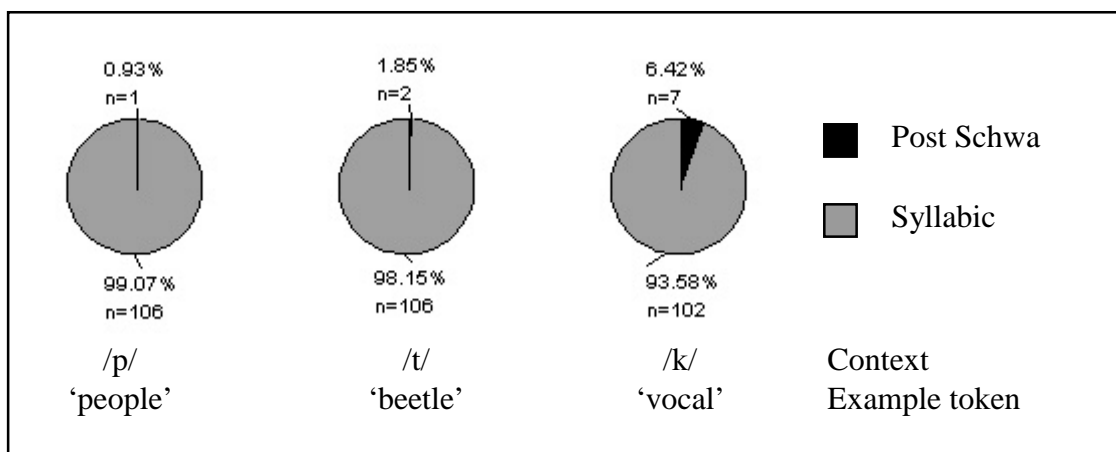 0.93% 1.85% 6.42%
n=1 n=2 n=7
Post Schwa
Syllabic
99.07% 98.15% 93.58%
n=106 n=106 n=102
/p/ /t/ /k/ Context
‘people’ ‘beetle’ ‘vocal’ Example token